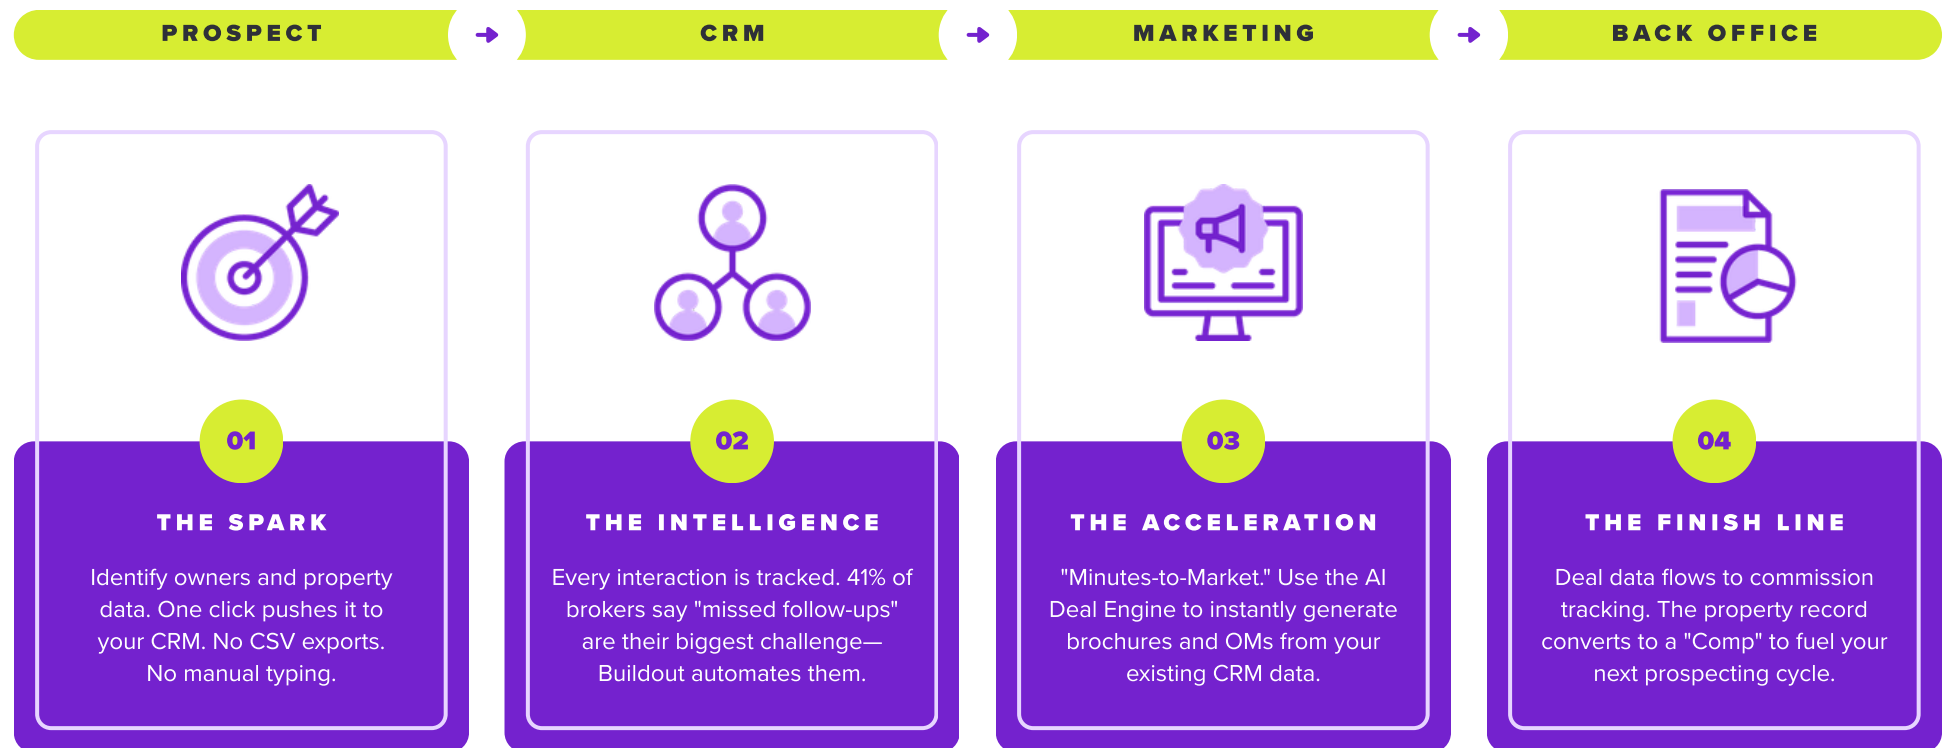 PROSPECT
CRM
MARKETING
BACK OFFICE
01
THE SPARK
Identify owners and property
data. One click pushes it to
your CRM. No CSV exports.
No manual typing.
02
THE INTELLIGENCE
Every interaction is tracked. 41% of
brokers say "missed follow-ups"
are their biggest challenge—
Buildout automates them.
03
THE ACCELERATION
"Minutes-to-Market." Use the AI
Deal Engine to instantly generate
brochures and OMs from your
existing CRM data.
04
THE FINISH LINE
Deal data flows to commission
tracking. The property record
converts to a "Comp" to fuel your
next prospecting cycle.